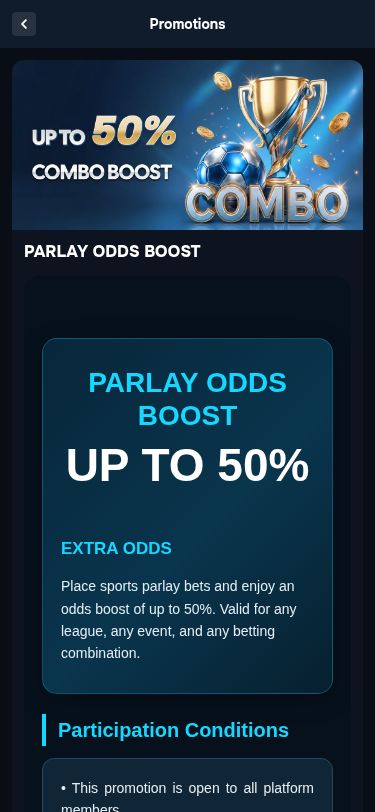 Promotions
UP TO 50%
COMBO BOOST
COMBO
PARLAY ODDS BOOST
PARLAY ODDS
BOOST
UP TO 50%
EXTRA ODDS
Place sports parlay bets and enjoy an
odds boost of up to 50%. Valid for any
league, any event, and any betting
combination.
Participation Conditions
• This promotion is open to all platform
members